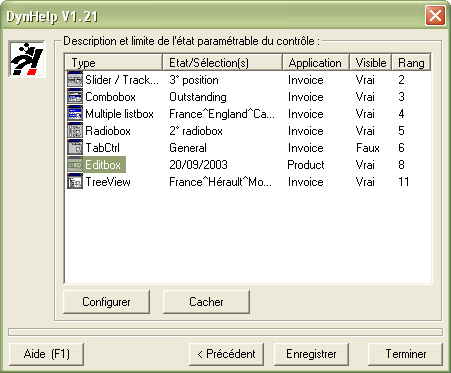 DynHelp V1.21
Description et limite de l'état paramétrable du contrôle :
Type Etat/Sélection(s) Application Visible Rang
Slider / Track... 3° position Invoice Vrai 2
Combobox Outstanding Invoice Vrai 3
Multiple listbox France^England^Ca... Invoice Vrai 4
Radiobox 2° radiobox Invoice Vrai 5
TabCtrl General Invoice Faux 6
Editbox 20/09/2003 Product Vrai 8
TreeView France^Hérault^Mo... Invoice Vrai 11
Configurer Cacher
Aide (F1) < Précédent Enregistrer Terminer